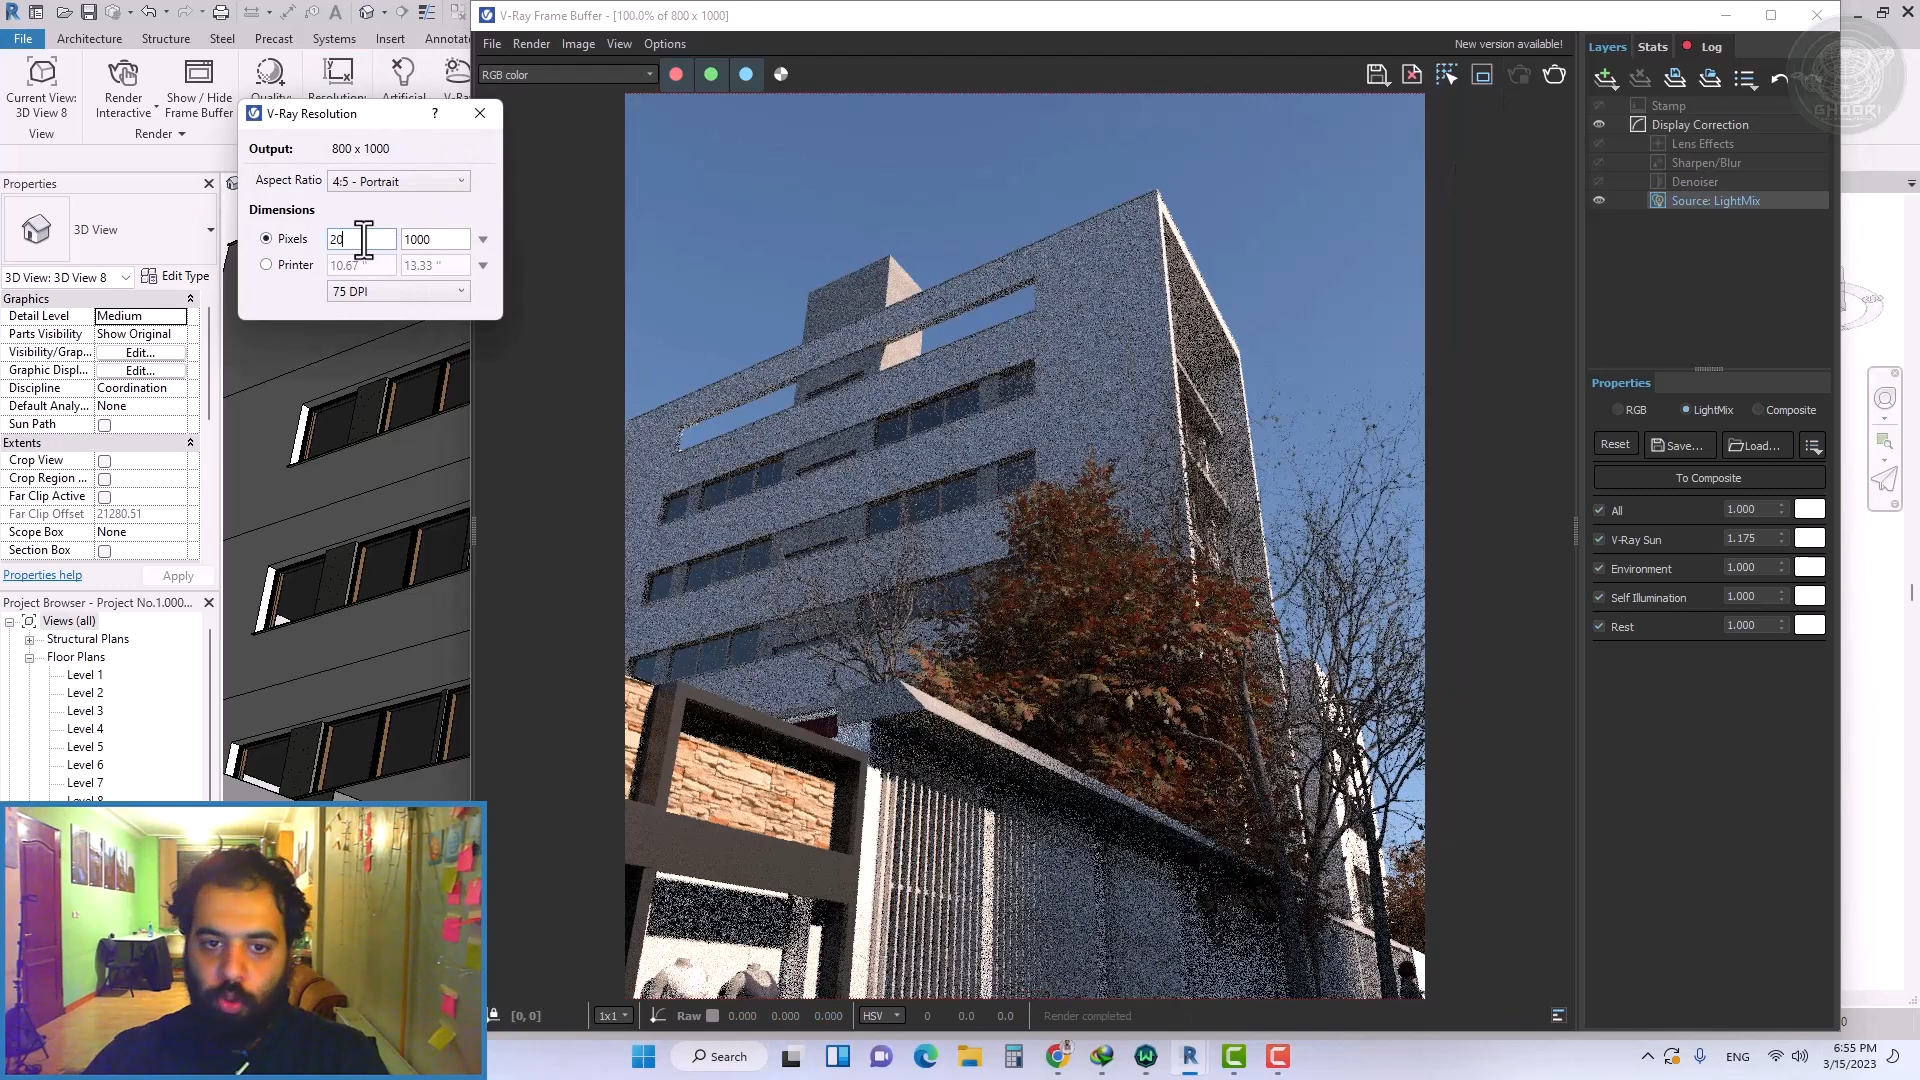 V-Ray Frame Buffer - [100.0% of 800 x 1000]
File
Architecture
Structure
Steel
Precast
Systems
Insert
Annotat
Current View:
3D View 8
Render
Interactive
Show / Hide
Frame Buffer
Quality:
Resolution:
Artificial
V-Ra
View
Render
File
Render
Image
View
Options
New version available!
RGB color
Layers
Stats
Log
GHOORI
Stamp
Display Correction
Lens Effects
Sharpen/Blur
Denoiser
Source: LightMix
V-Ray Resolution
?
Output:
800 x 1000
Aspect Ratio
4:5 - Portrait
Dimensions
Pixels
20
1000
Printer
10.67 "
13.33 "
75 DPI
Properties
3D View
3D View: 3D View 8
Edit Type
Graphics
Detail Level
Medium
Parts Visibility
Show Original
Visibility/Grap...
Edit...
Graphic Displ...
Edit...
Discipline
Coordination
Default Analy...
None
Sun Path
Extents
Crop View
Crop Region ...
Far Clip Active
Far Clip Offset
21280.51
Scope Box
None
Section Box
Properties help
Apply
Project Browser - Project No.1.000...
Views (all)
Structural Plans
Floor Plans
Level 1
Level 2
Level 3
Level 4
Level 5
Level 6
Level 7
Level 8
Properties
RGB
LightMix
Composite
Reset
Save...
Load...
To Composite
All
1.000
V-Ray Sun
1.175
Environment
1.000
Self Illumination
1.000
Rest
1.000
[0, 0]
1x1
Raw
0.000
0.000
0.000
HSV
0
0.0
0.0
Render completed
0
Search
ENG
6:55 PM
3/15/2023